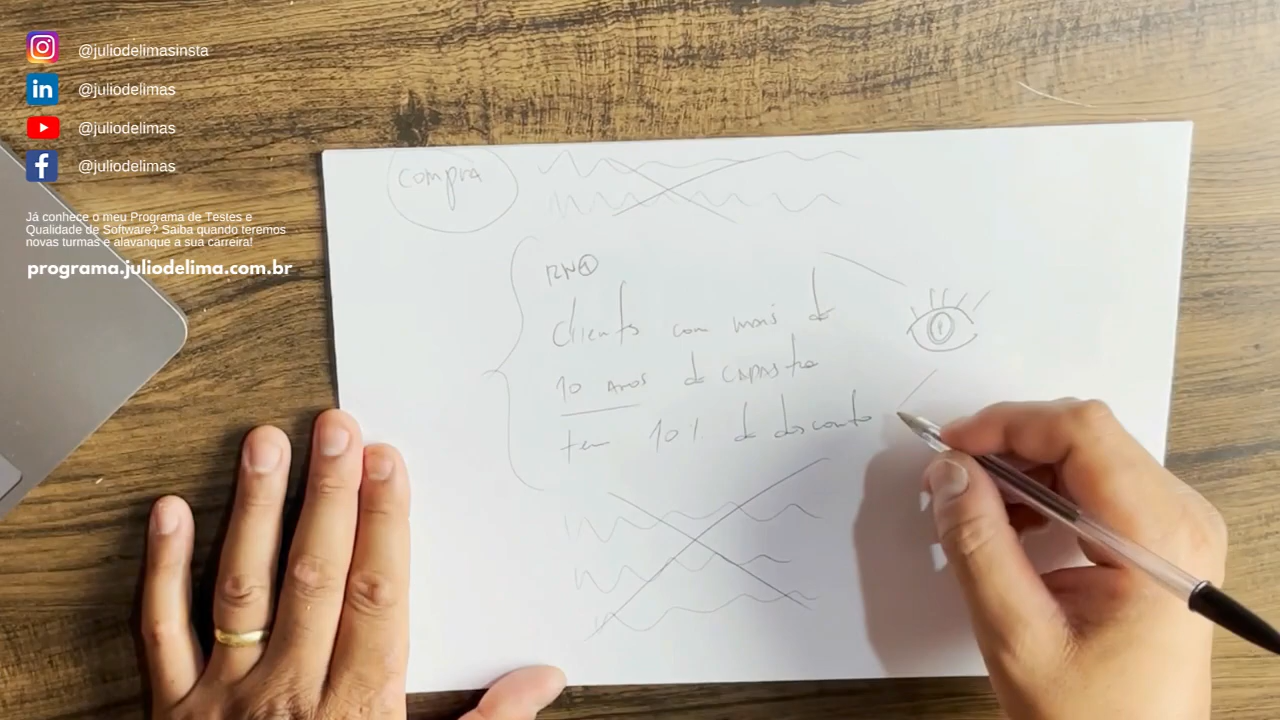 @juliodelimasinsta
@juliodelimas
@juliodelimas
@juliodelimas
Já conhece o meu Programa de Testes e
Qualidade de Software? Saiba quando teremos
novas turmas e alavanque a sua carreira!
programa.juliodelima.com.br
compra
RN1
Clientes com mais de
10 anos de cadastro
tem 10% de desconto